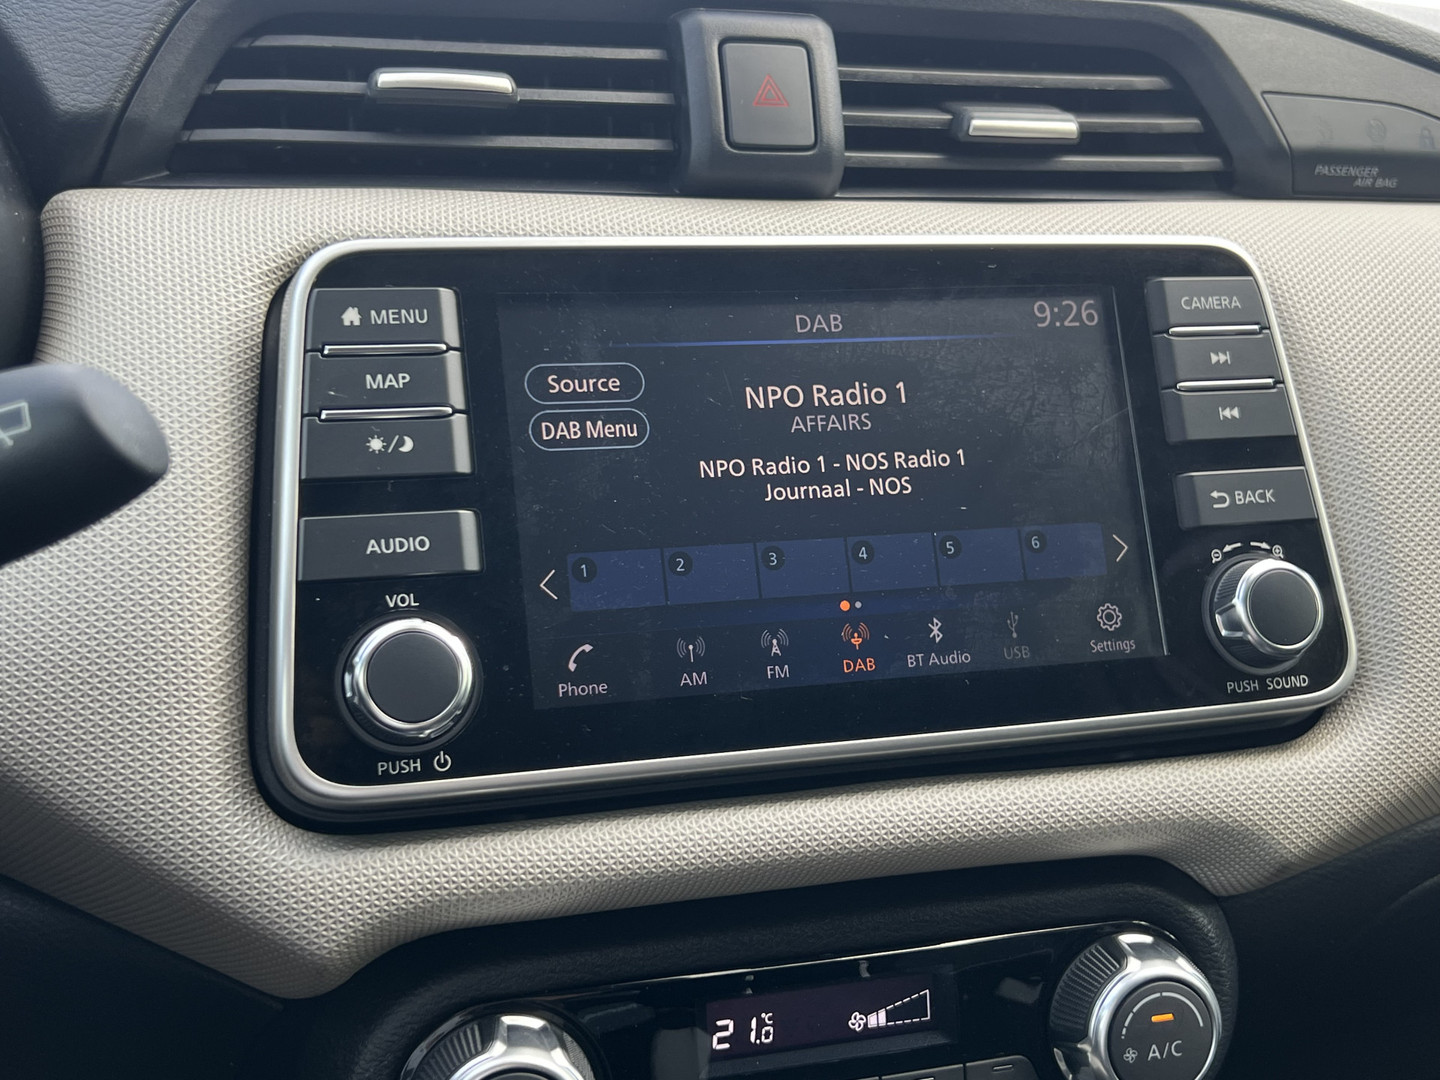 PASSENGER
AIR BAG
MENU
MAP
AUDIO
VOL
PUSH
DAB
9:26
Source
DAB Menu
NPO Radio 1
AFFAIRS
NPO Radio 1 - NOS Radio 1
Journaal - NOS
1 2 3 4 5 6
Phone AM FM DAB BT Audio USB Settings
CAMERA
BACK
PUSH SOUND
21.0 °C
A/C